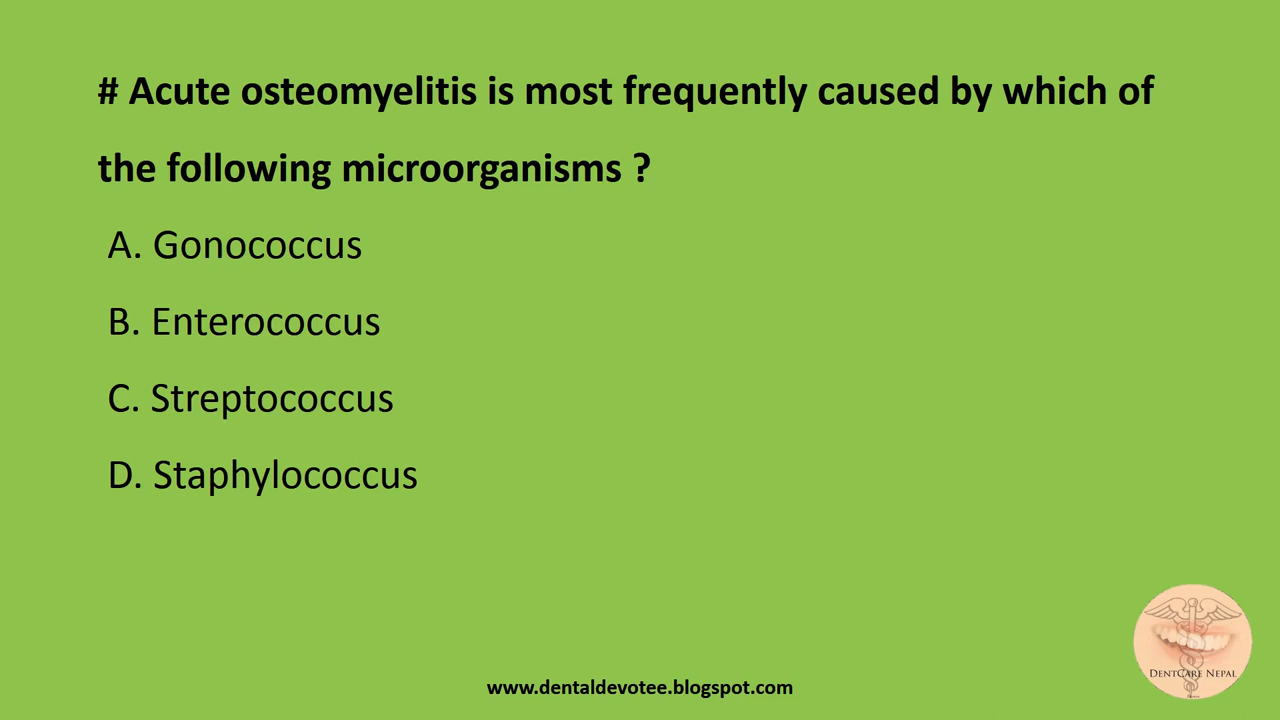 # Acute osteomyelitis is most frequently caused by which of
the following microorganisms ?
A. Gonococcus
B. Enterococcus
C. Streptococcus
D. Staphylococcus
DENTCARE NEPAL
www.dentaldevotee.blogspot.com